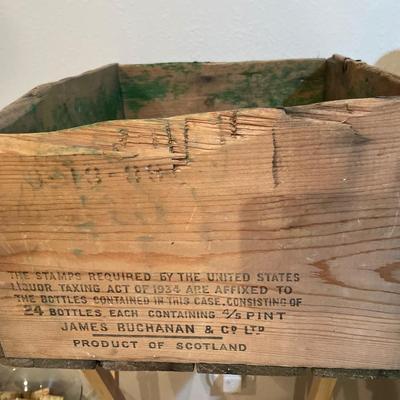 THE STAMPS REQUIRED BY THE UNITED STATES
LIQUOR TAXING ACT OF 1934 ARE AFFIXED TO
THE BOTTLES CONTAINED IN THIS CASE, CONSISTING OF
24 BOTTLES, EACH CONTAINING 4/5 PINT
JAMES BUCHANAN & Cº LTD
PRODUCT OF SCOTLAND